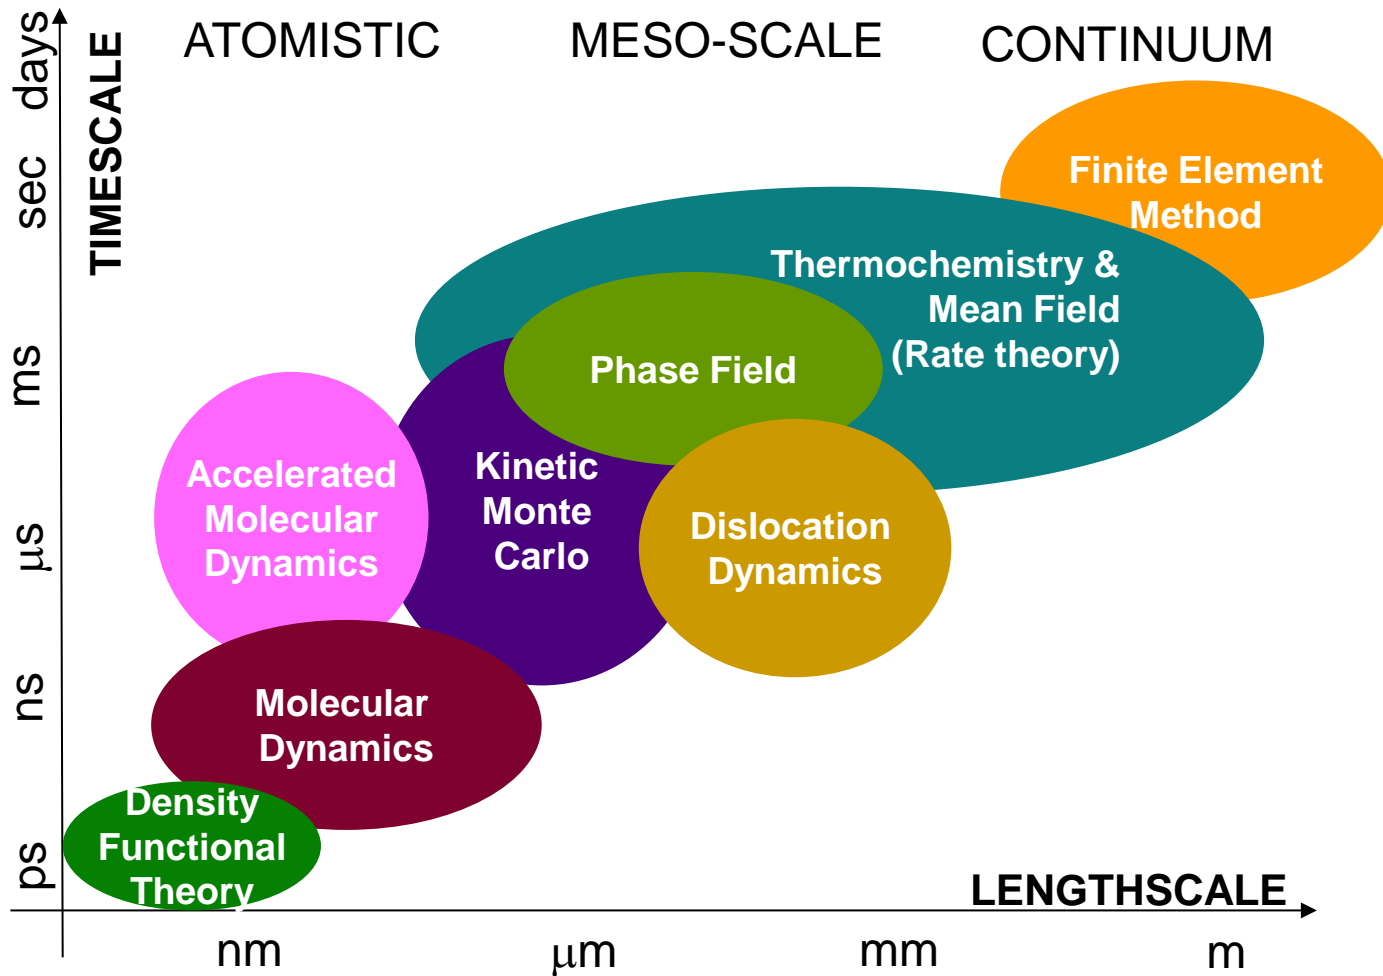 ATOMISTIC
MESO-SCALE
CONTINUUM
days
sec
ms
μs
ns
ps
TIMESCALE
Finite Element
Method
Thermochemistry &
Mean Field
(Rate theory)
Phase Field
Accelerated
Molecular
Dynamics
Kinetic
Monte
Carlo
Dislocation
Dynamics
Molecular
Dynamics
Density
Functional
Theory
LENGTHSCALE
nm
μm
mm
m